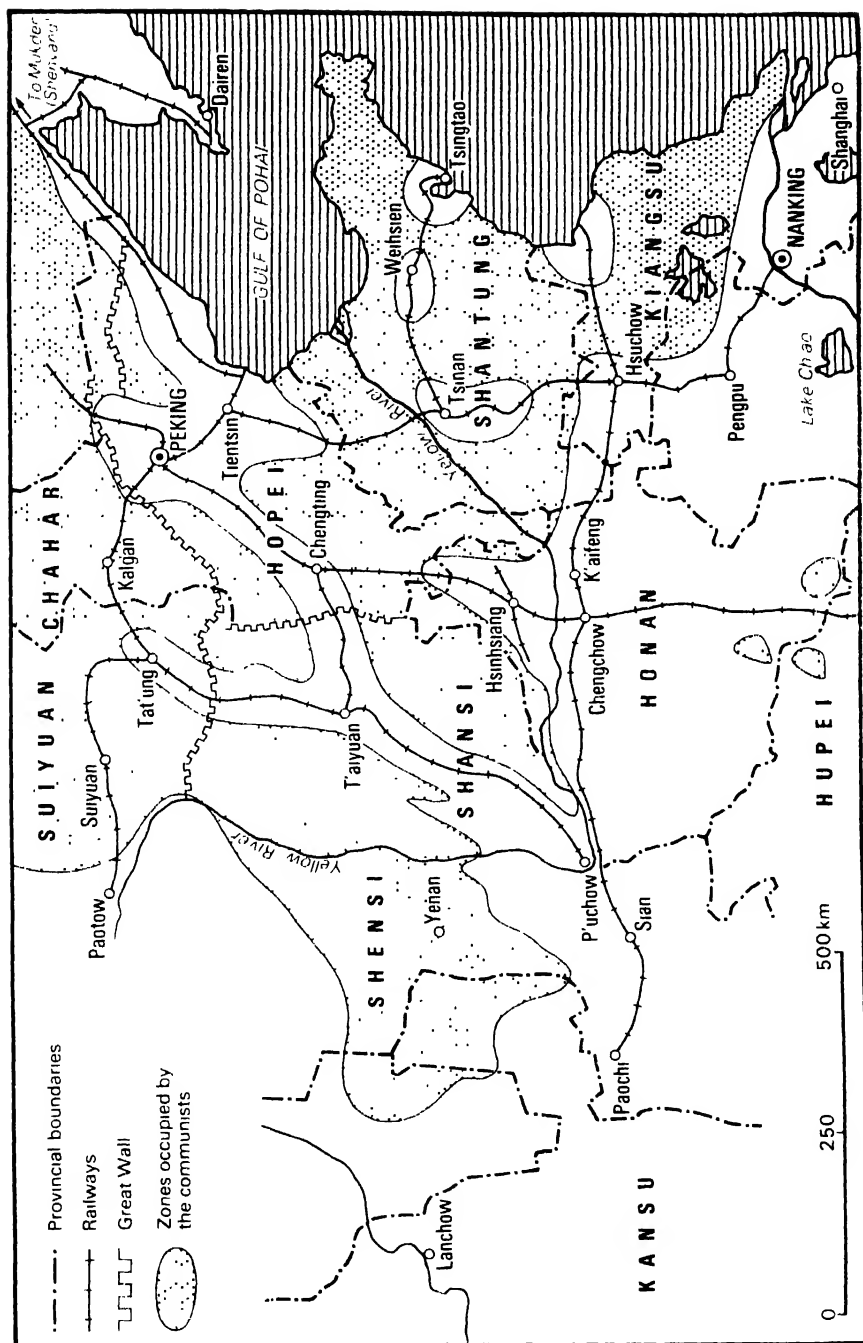 Provincial boundaries
Railways
Great Wall
Zones occupied by
the communists
SUIYUAN
CHAHAR
To Mukden
(Shenyang)
Dairen
Paotow
Suiyuan
Tat'ung
Kalgan
PEKING
Tientsin
GULF OF POHAI
HOPEI
Chengting
T'aiyuan
Yellow River
SHENSI
Yenan
SHANSI
Lanchow
KANSU
Paochi
Sian
P'uchow
Hsinhsiang
Yellow River
Tsinan
Weihsien
Tsingtao
SHANTUNG
K'aifeng
Chengchow
HONAN
Hsuchow
KIANGSU
Pengpu
Lake Chao
NANKING
Shanghai
HUPEI
0
250
500 km